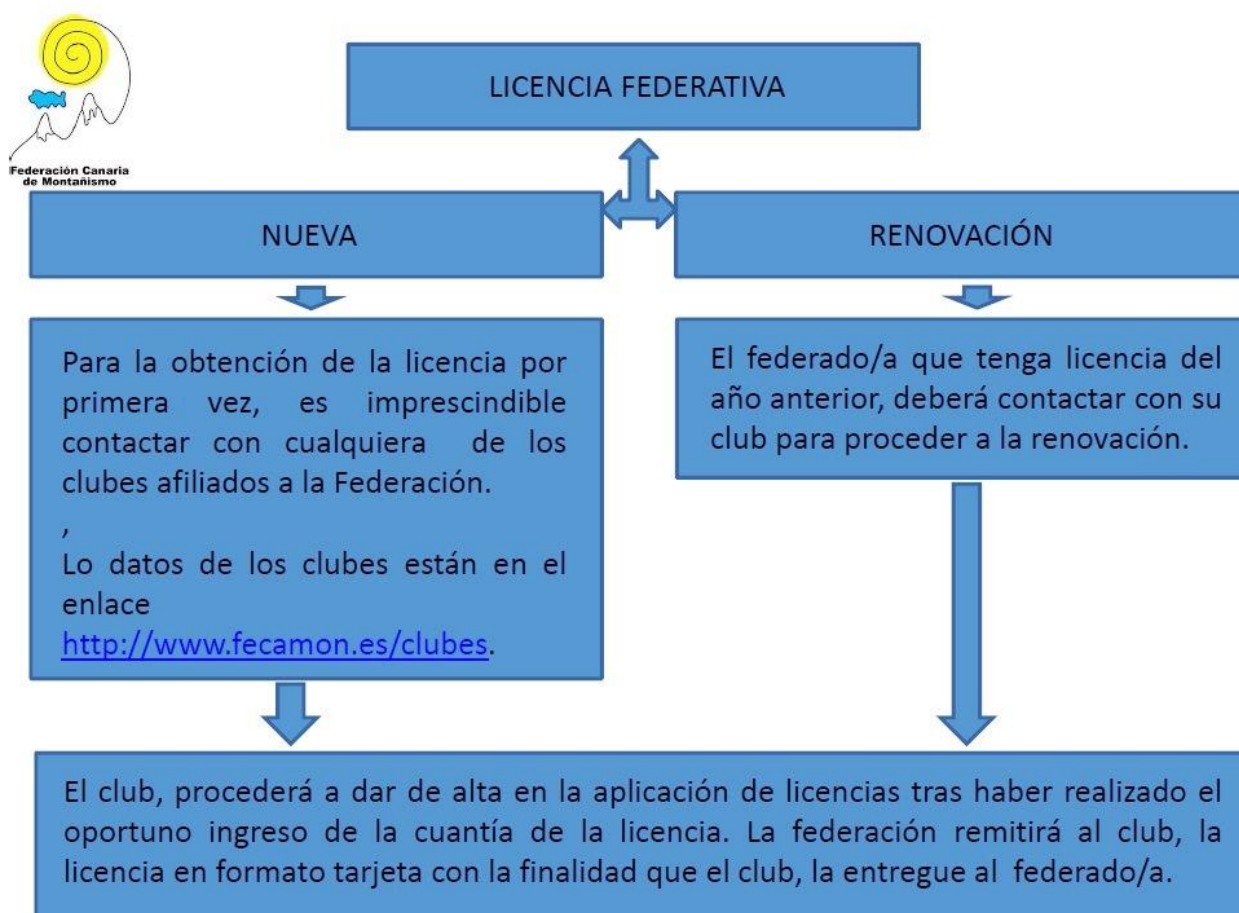 Federación Canaria
de Montañismo
LICENCIA FEDERATIVA
NUEVA
RENOVACIÓN
Para la obtención de la licencia por
primera vez, es imprescindible
contactar con cualquiera de los
clubes afiliados a la Federación.
,
Lo datos de los clubes están en el
enlace
http://www.fecamon.es/clubes.
El federado/a que tenga licencia del
año anterior, deberá contactar con su
club para proceder a la renovación.
El club, procederá a dar de alta en la aplicación de licencias tras haber realizado el
oportuno ingreso de la cuantía de la licencia. La federación remitirá al club, la
licencia en formato tarjeta con la finalidad que el club, la entregue al federado/a.